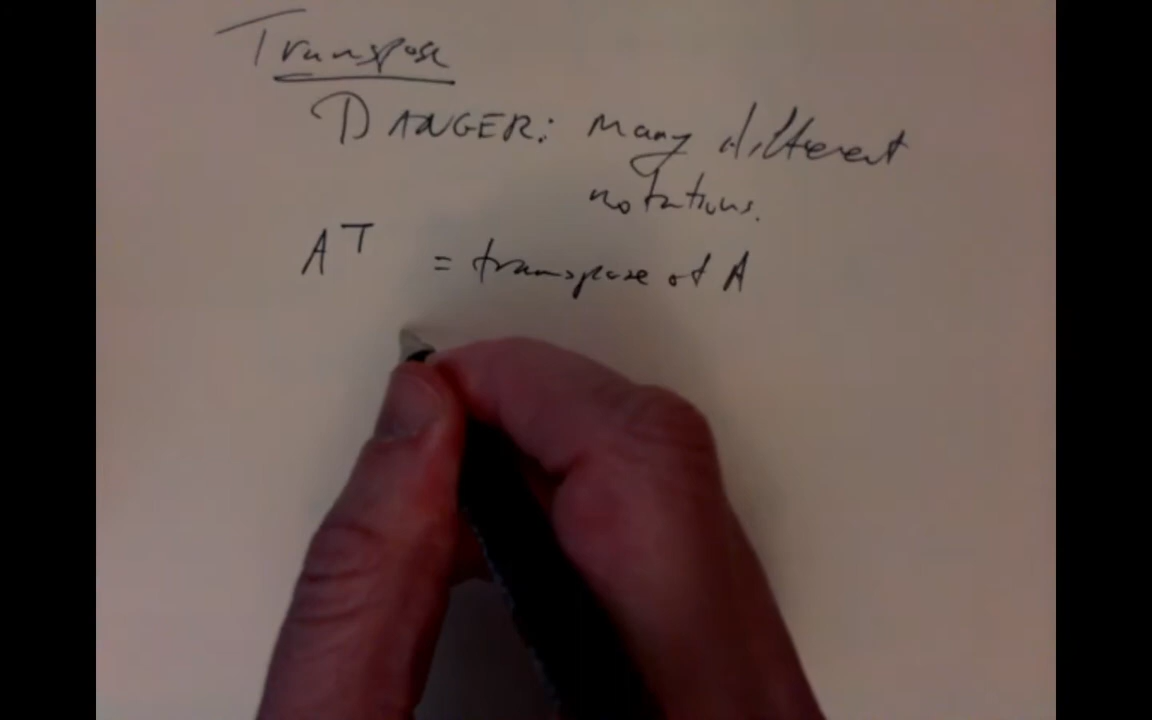 Transpose
DANGER: Many different
notations.
A^T = transpose of A